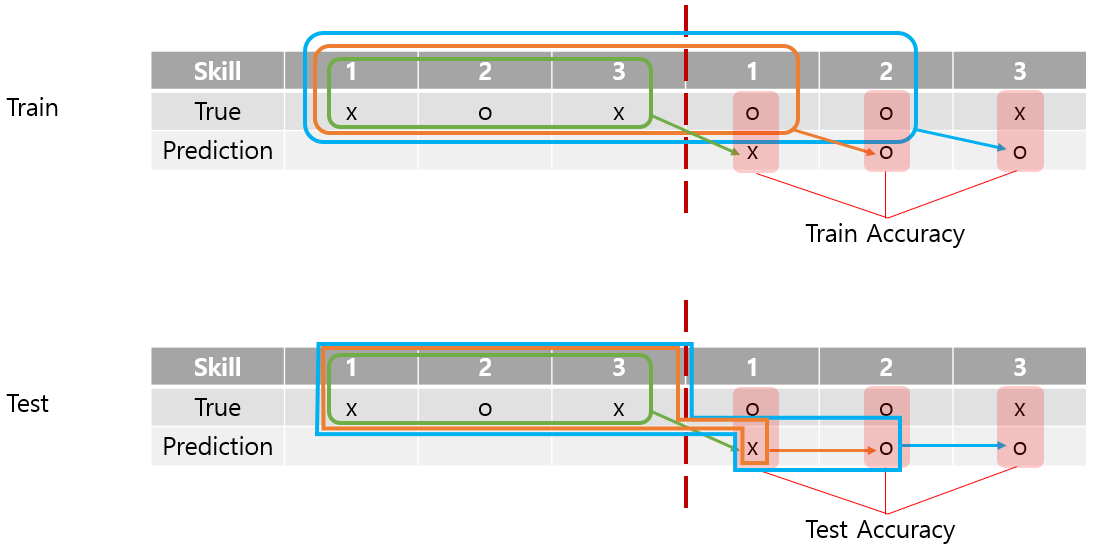 Skill 1 2 3 1 2 3
Train
True X O X O O X
Prediction X O O
Train Accuracy
Skill 1 2 3 1 2 3
Test
True X O X O O X
Prediction X O O
Test Accuracy